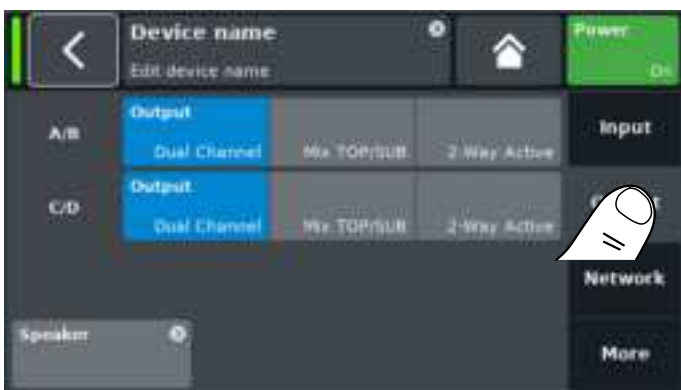 Device name
Edit device name
Power
On
A/B
Output
Dual Channel
Mix TOP/SUB
2-Way Active
Input
C/D
Output
Dual Channel
Mix TOP/SUB
2-Way Active
Network
Speaker
More